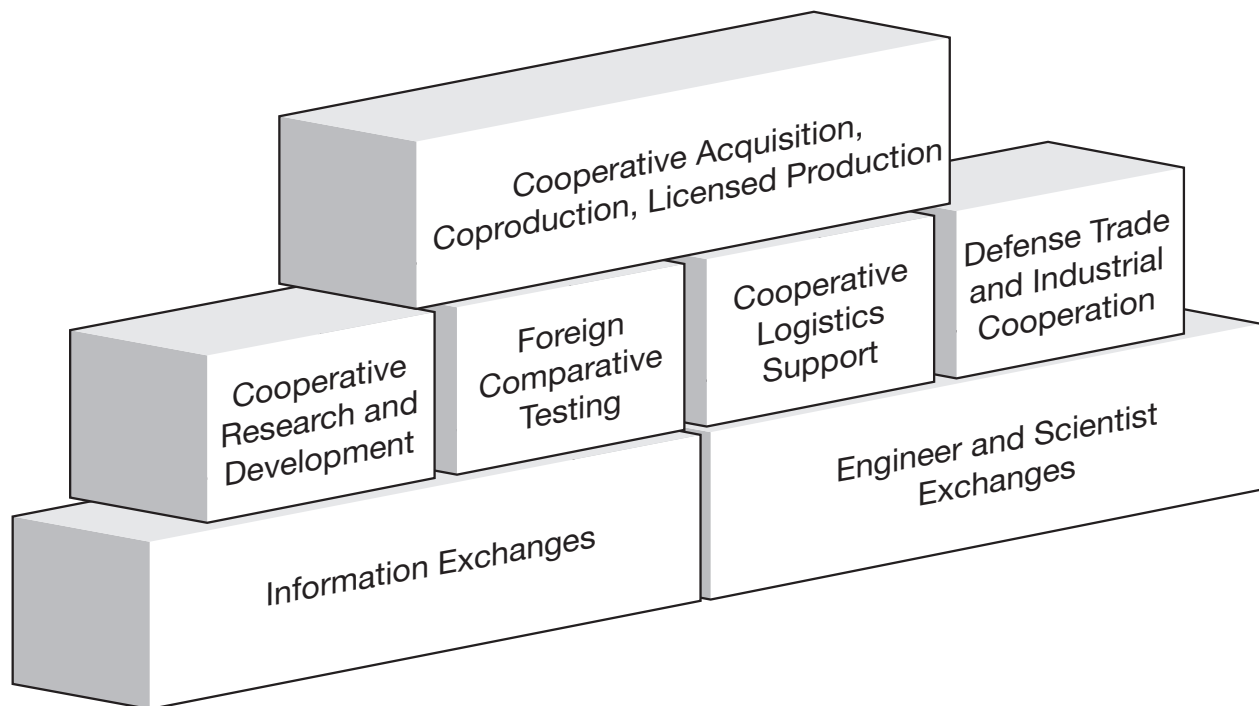 Cooperative Acquisition,
Coproduction, Licensed Production
Cooperative
Research and
Development
Foreign
Comparative
Testing
Cooperative
Logistics
Support
Defense Trade
and Industrial
Cooperation
Information Exchanges
Engineer and Scientist
Exchanges